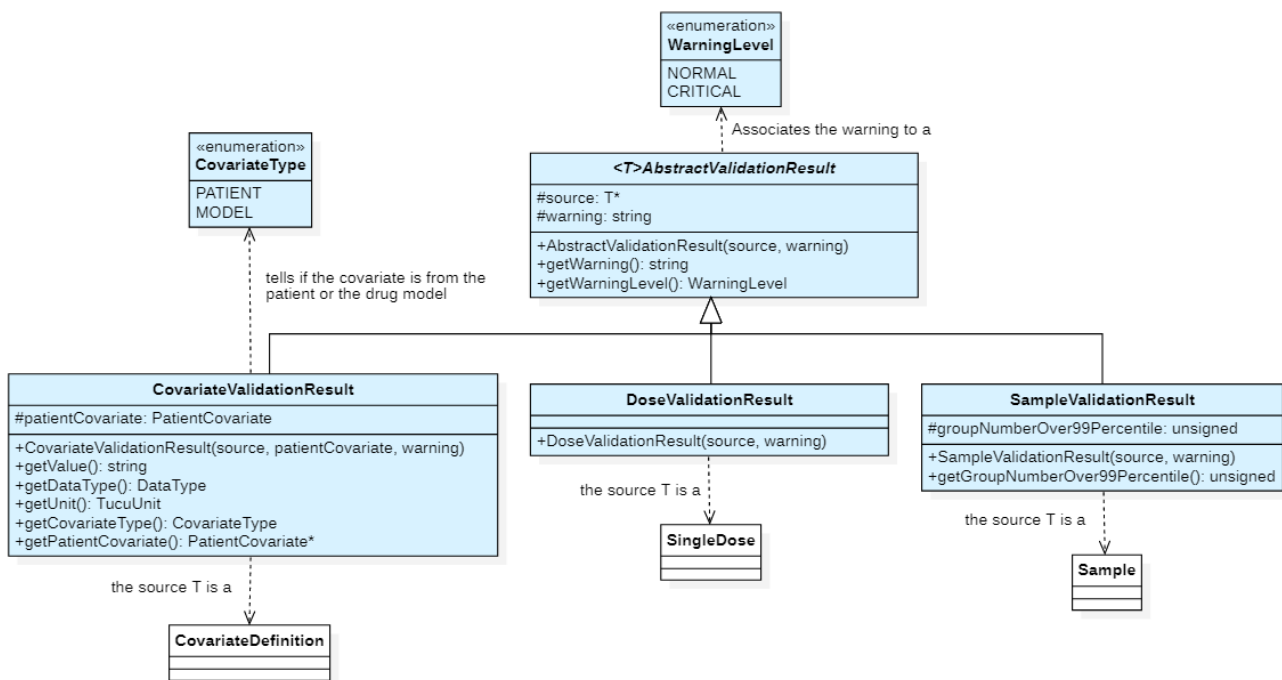 «enumeration»
WarningLevel
NORMAL
CRITICAL
Associates the warning to a
«enumeration»
CovariateType
PATIENT
MODEL
<T>AbstractValidationResult
#source: T*
#warning: string
+AbstractValidationResult(source, warning)
+getWarning(): string
+getWarningLevel(): WarningLevel
tells if the covariate is from the
patient or the drug model
CovariateValidationResult
#patientCovariate: PatientCovariate
+CovariateValidationResult(source, patientCovariate, warning)
+getValue(): string
+getDataType(): DataType
+getUnit(): TucuUnit
+getCovariateType(): CovariateType
+getPatientCovariate(): PatientCovariate*
DoseValidationResult
+DoseValidationResult(source, warning)
SampleValidationResult
#groupNumberOver99Percentile: unsigned
+SampleValidationResult(source, warning)
+getGroupNumberOver99Percentile(): unsigned
the source T is a
SingleDose
the source T is a
Sample
the source T is a
CovariateDefinition